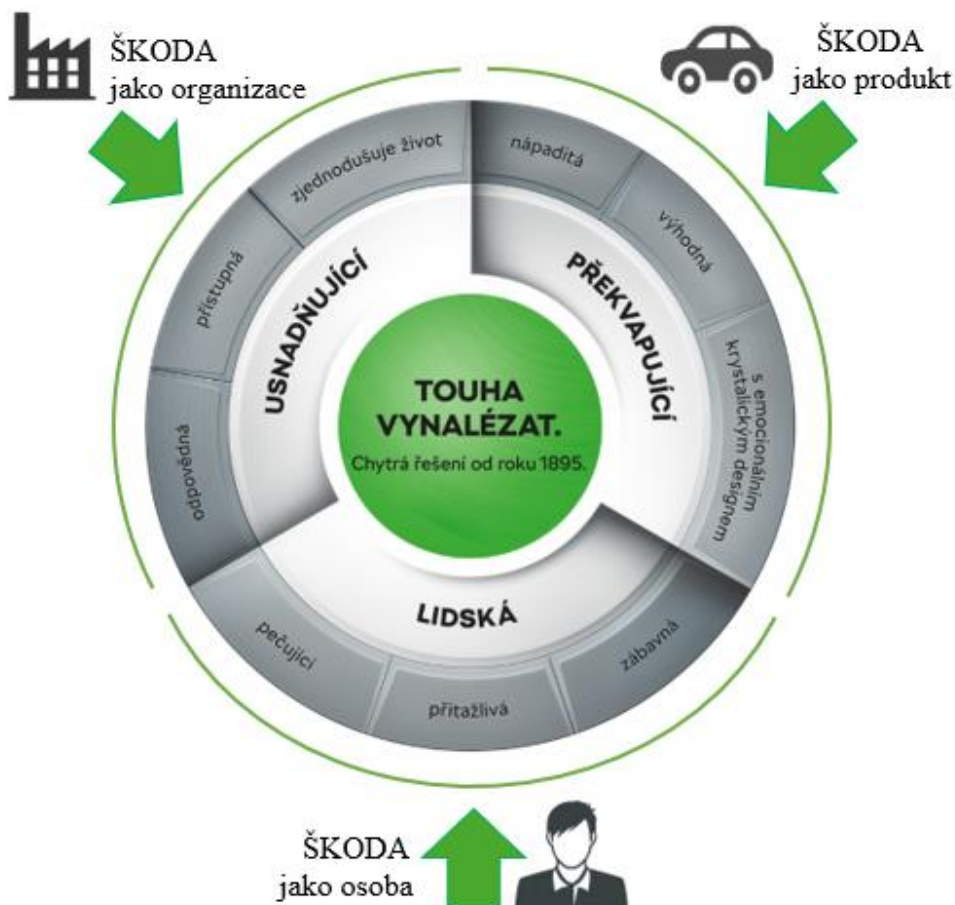 ŠKODA
jako organizace
ŠKODA
jako produkt
zjednodušuje život
nápaditá
přístupná
výhodná
USNADŇUJÍCÍ
PŘEKVAPUJÍCÍ
odpovědná
s emocionálním
krystalickým designem
TOUHA
VYNALÉZAT.
Chytrá řešení od roku 1895.
LIDSKÁ
pečující
přitažlivá
zábavná
ŠKODA
jako osoba